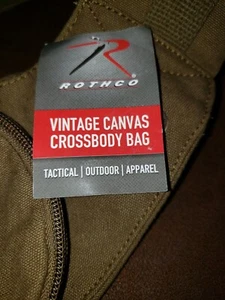 ROTHCO
VINTAGE CANVAS
CROSSBODY BAG
TACTICAL | OUTDOOR | APPAREL